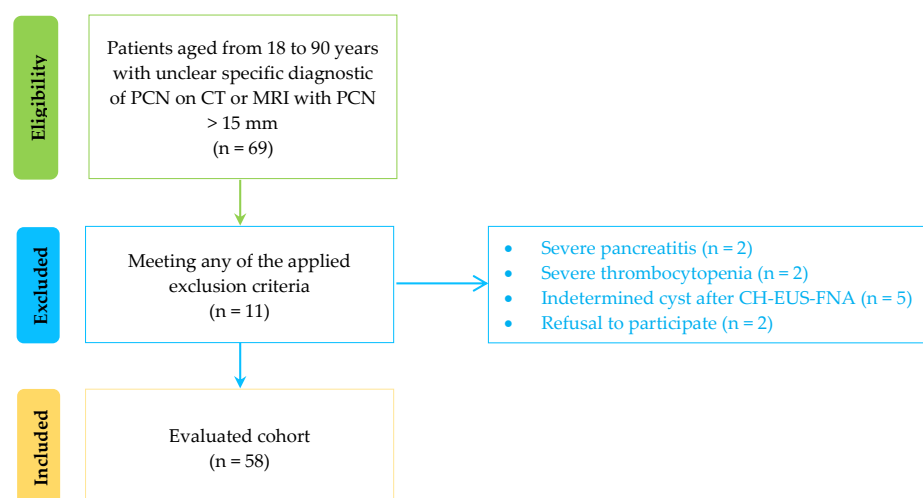 Eligibility
Patients aged from 18 to 90 years
with unclear specific diagnostic
of PCN on CT or MRI with PCN
> 15 mm
(n = 69)
Excluded
Meeting any of the applied
exclusion criteria
(n = 11)
• Severe pancreatitis (n = 2)
• Severe thrombocytopenia (n = 2)
• Indetermined cyst after CH-EUS-FNA (n = 5)
• Refusal to participate (n = 2)
Included
Evaluated cohort
(n = 58)